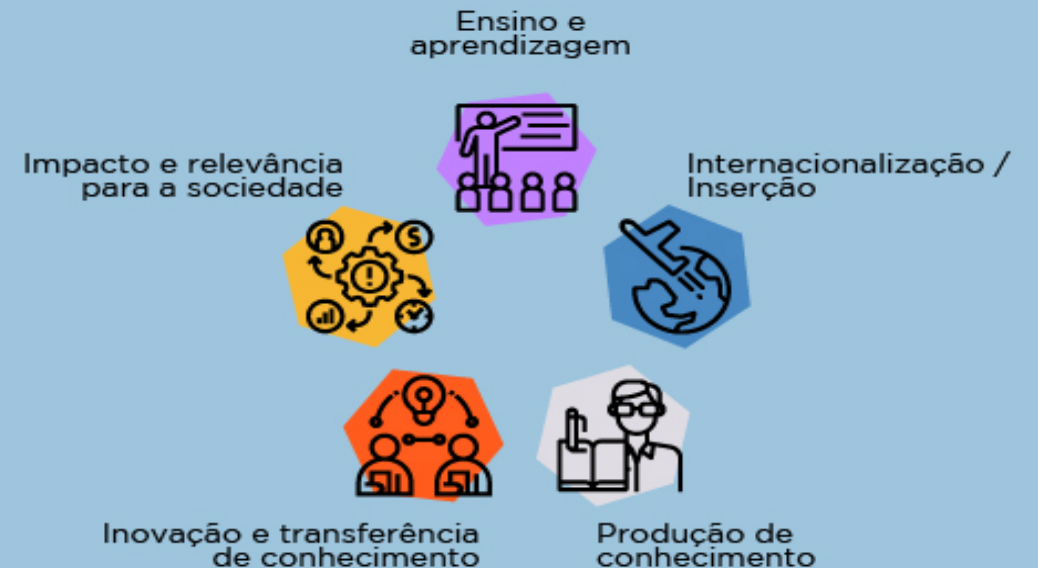 Ensino e
aprendizagem
Impacto e relevância
para a sociedade
Internacionalização /
Inserção
Inovação e transferência
de conhecimento
Produção de
conhecimento